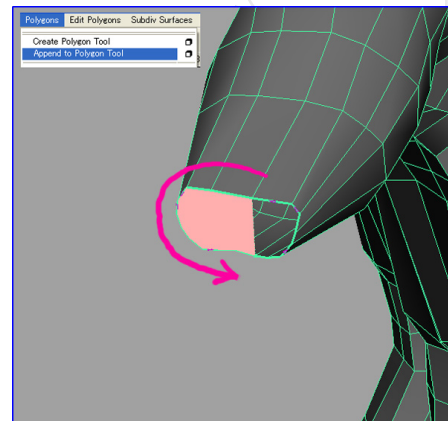 Polygons Edit Polygons Subdiv Surfaces
Create Polygon Tool
Append to Polygon Tool